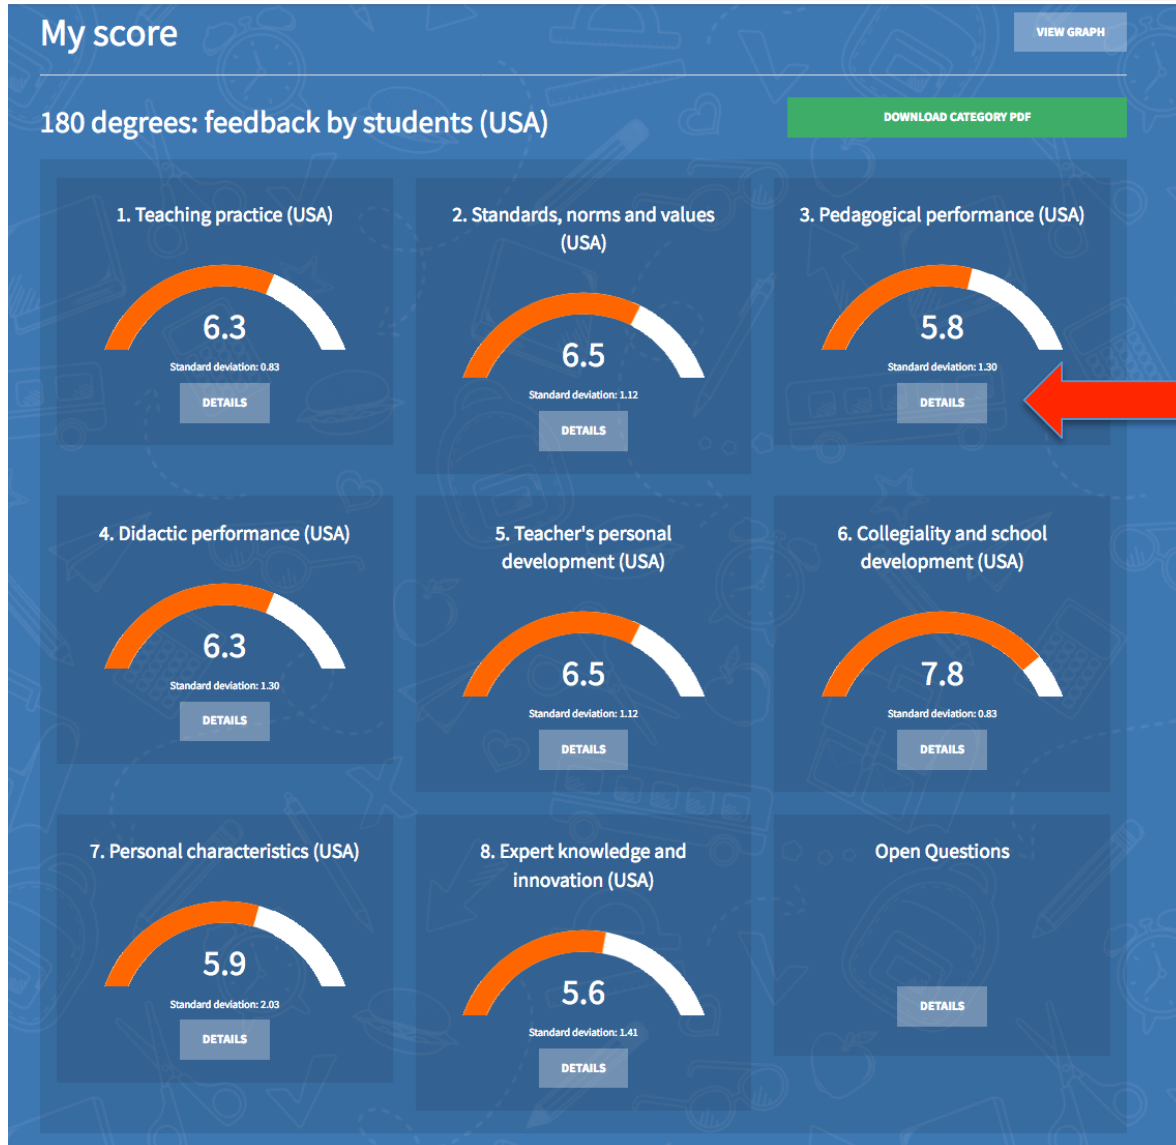 My score
VIEW GRAPH
180 degrees: feedback by students (USA)
DOWNLOAD CATEGORY PDF
1. Teaching practice (USA)
6.3
Standard deviation: 0.83
DETAILS
2. Standards, norms and values
(USA)
6.5
Standard deviation: 1.12
DETAILS
3. Pedagogical performance (USA)
5.8
Standard deviation: 1.30
DETAILS
4. Didactic performance (USA)
6.3
Standard deviation: 1.30
DETAILS
5. Teacher's personal
development (USA)
6.5
Standard deviation: 1.12
DETAILS
6. Collegiality and school
development (USA)
7.8
Standard deviation: 0.83
DETAILS
7. Personal characteristics (USA)
5.9
Standard deviation: 2.03
DETAILS
8. Expert knowledge and
innovation (USA)
5.6
Standard deviation: 1.41
DETAILS
Open Questions
DETAILS